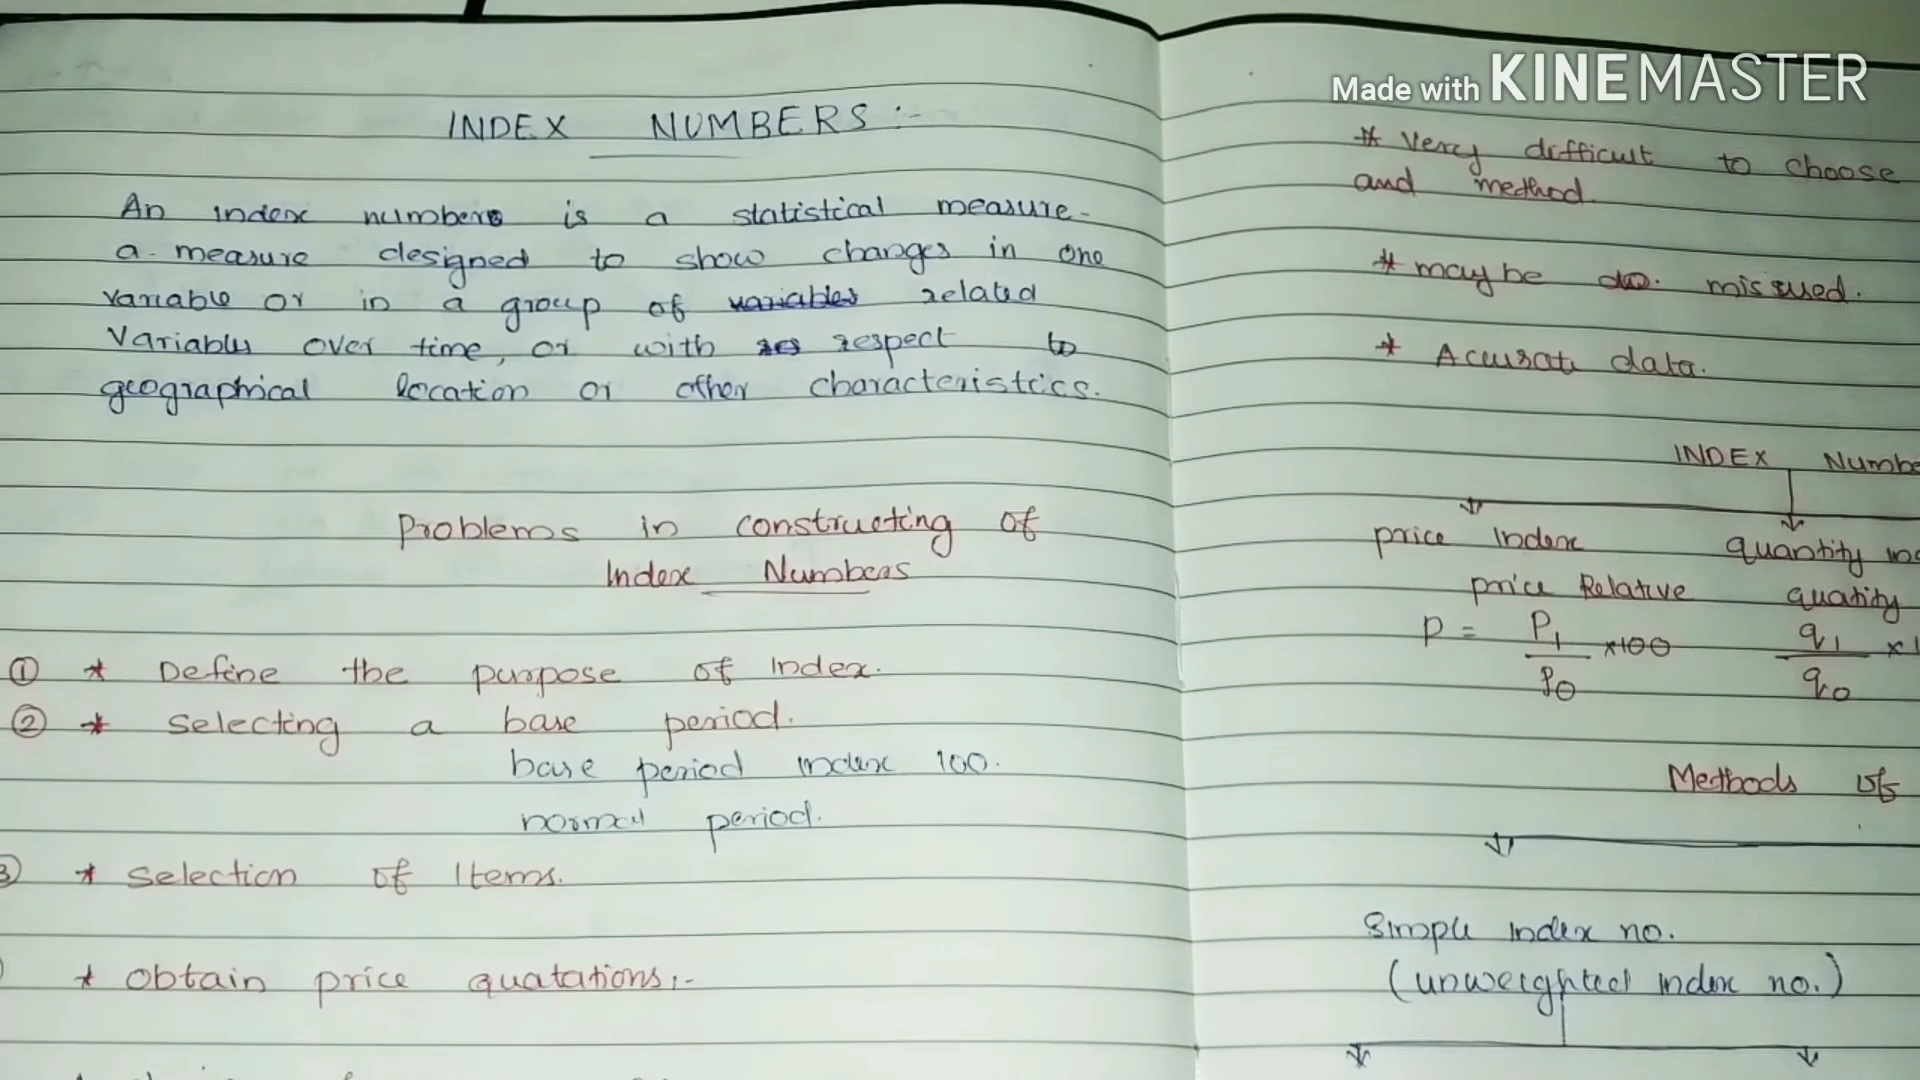 INDEX NUMBERS :-
An index numbers is a statistical measure-
a measure designed to show changes in one
variable or in a group of variables related
Variables over time, or with res respect to
geographical location or other characteristics.
Problems in constructing of
Index Numbers
① * Define the purpose of Index.
② * Selecting a base period.
base period index 100.
normal period.
3 * Selection of Items.
* Obtain price quatations:-
Made with KINEMASTER
* Very difficult to choose
and method
* may be misused.
* Accurate data.
INDEX Numbe
price Index quantity ind
price Relative quatity
P = P1/P0 ×100 q1/q0 ×1
Methods of
Simple Index no.
(unweighted index no.)